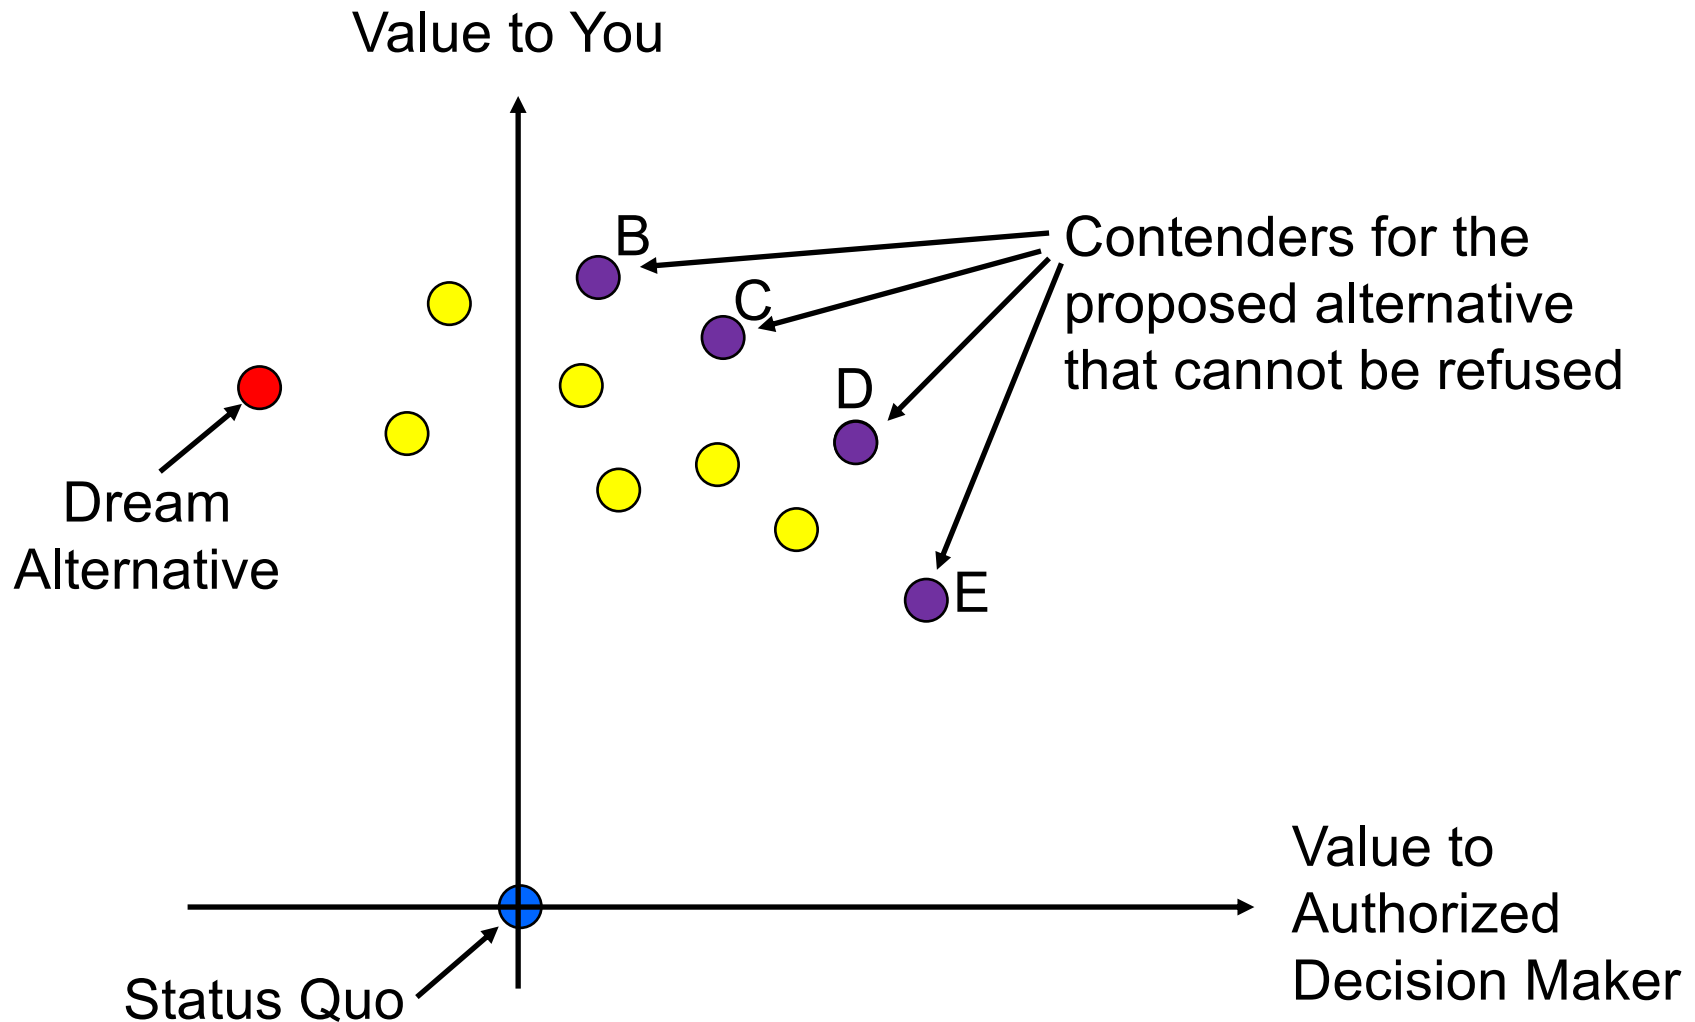 Value to You
B
Contenders for the
proposed alternative
that cannot be refused
C
D
Dream
Alternative
E
Value to
Authorized
Decision Maker
Status Quo